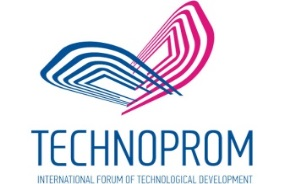 TECHNOPROM
INTERNATIONAL FORUM OF TECHNOLOGICAL DEVELOPMENT